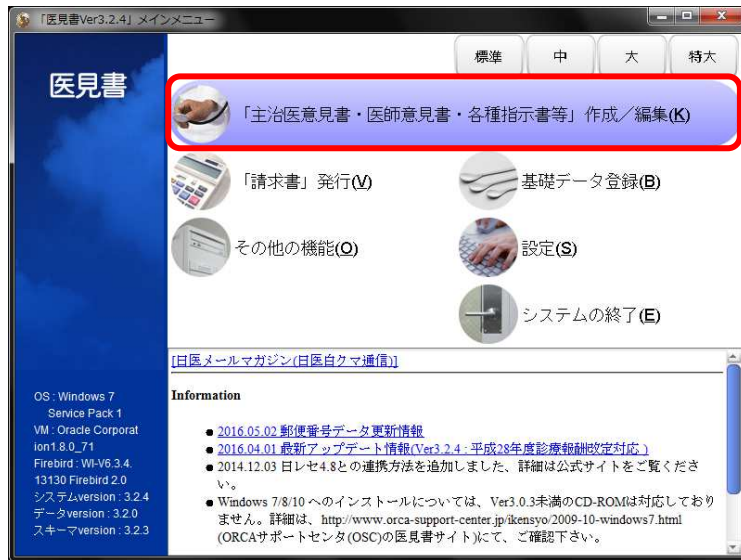 「医見書Ver3.2.4」メインメニュー
医見書
標準 中 大 特大
「主治医意見書・医師意見書・各種指示書等」作成／編集(K)
「請求書」発行(V)
基礎データ登録(B)
その他の機能(O)
設定(S)
システムの終了(E)
[日医メールマガジン(日医白クマ通信)]
Information
2016.05.02 郵便番号データ更新情報
2016.04.01 最新アップデート情報(Ver3.2.4 : 平成28年度診療報酬改定対応 )
2014.12.03 日レセ4.8との連携方法を追加しました、詳細は公式サイトをご覧くださ
い。
Windows 7/8/10 へのインストールについては、Ver3.0.3未満のCD-ROMは対応しており
ません。詳細は、http://www.orca-support-center.jp/ikensyo/2009-10-windows7.html
(ORCAサポートセンタ(OSC)の医見書サイト)にて、ご確認下さい。
OS : Windows 7
Service Pack 1
VM : Oracle Corporat
ion1.8.0_71
Firebird : WI-V6.3.4.
13130 Firebird 2.0
システムversion : 3.2.4
データversion : 3.2.0
スキーマversion : 3.2.3